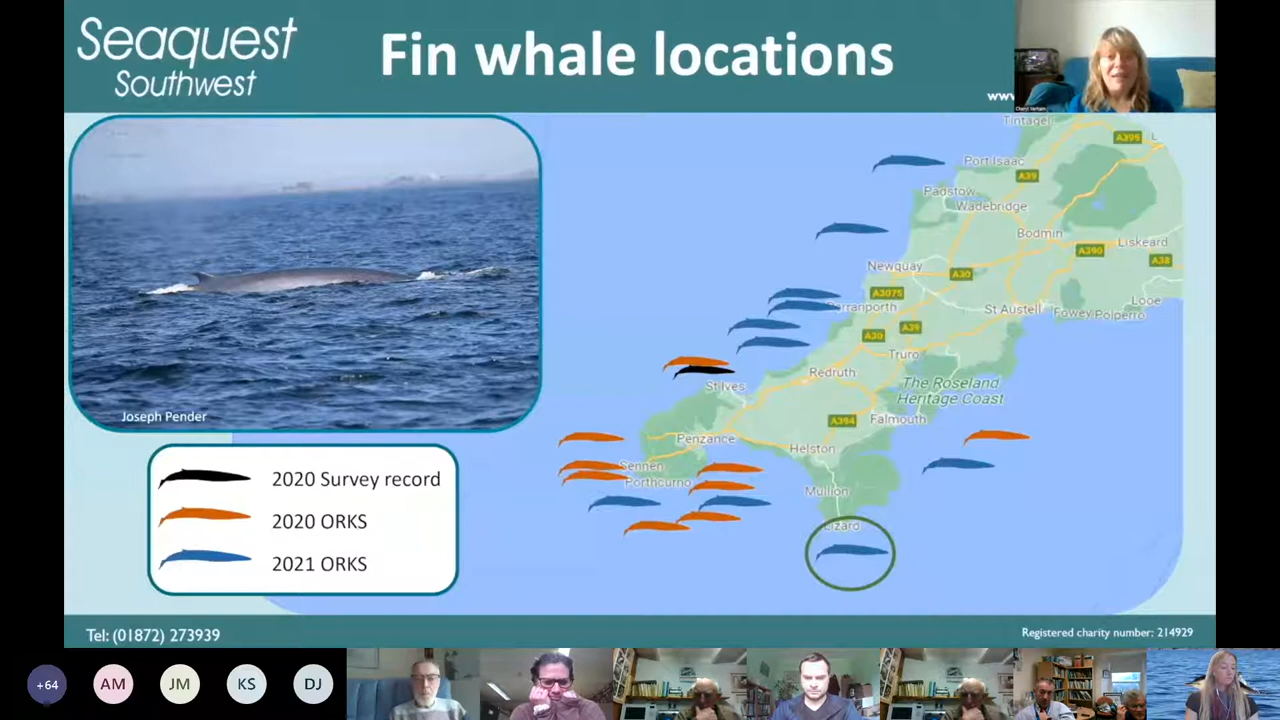 Seaquest
Southwest
Fin whale locations
www
Tintagel
A395
Port Isaac
A39
Padstow
Wadebridge
Bodmin
A390
Liskeard
A38
Newquay
A30
A3075
Looe
St Austell
Fowey
Polperro
A30
A39
Truro
Redruth
St Ives
The Roseland
Heritage Coast
A394
Falmouth
Penzance
Helston
Sennen
Porthcurno
Mullion
Lizard
Joseph Pender
2020 Survey record
2020 ORKS
2021 ORKS
Tel: (01872) 273939
Registered charity number: 214929
+64
AM
JM
KS
DJ